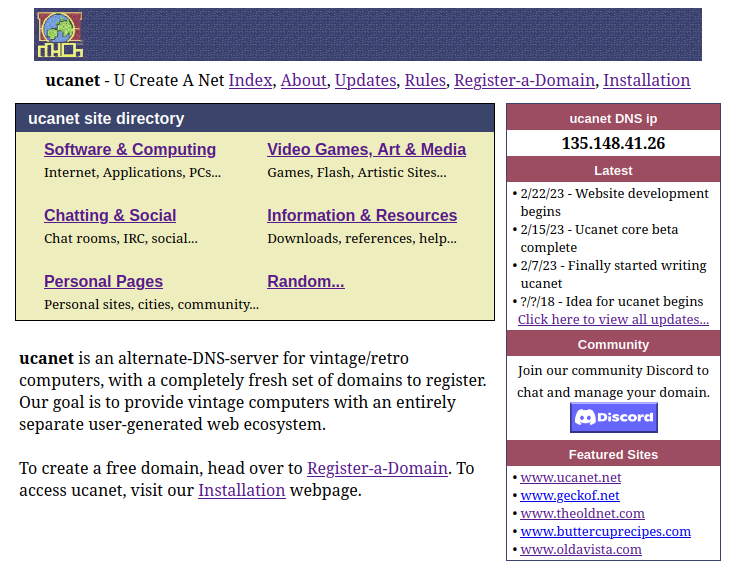 ucanet - U Create A Net Index, About, Updates, Rules, Register-a-Domain, Installation
ucanet site directory
Software & Computing
Internet, Applications, PCs...
Video Games, Art & Media
Games, Flash, Artistic Sites...
Chatting & Social
Chat rooms, IRC, social...
Information & Resources
Downloads, references, help...
Personal Pages
Personal sites, cities, community...
Random...
ucanet is an alternate-DNS-server for vintage/retro
computers, with a completely fresh set of domains to register.
Our goal is to provide vintage computers with an entirely
separate user-generated web ecosystem.
To create a free domain, head over to Register-a-Domain. To
access ucanet, visit our Installation webpage.
ucanet DNS ip
135.148.41.26
Latest
• 2/22/23 - Website development
begins
• 2/15/23 - Ucanet core beta
complete
• 2/7/23 - Finally started writing
ucanet
• ?/?/18 - Idea for ucanet begins
Click here to view all updates...
Community
Join our community Discord to
chat and manage your domain.
Discord
Featured Sites
• www.ucanet.net
• www.geckof.net
• www.theoldnet.com
• www.buttercuprecipes.com
• www.oldavista.com